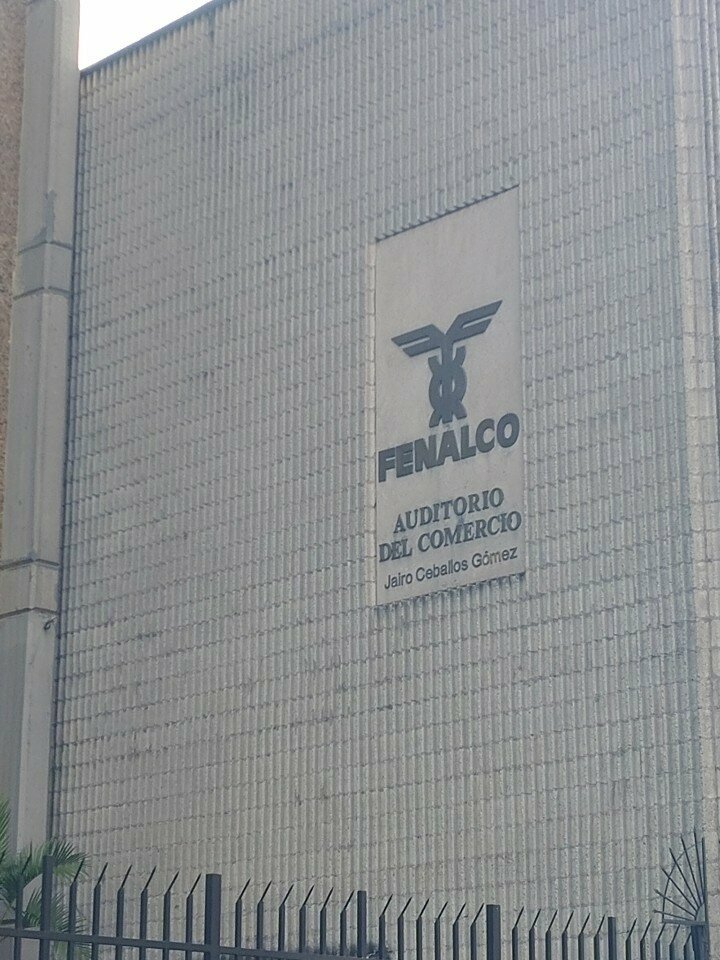 FENALCO
AUDITORIO
DEL COMERCIO
Jairo Ceballos Gómez